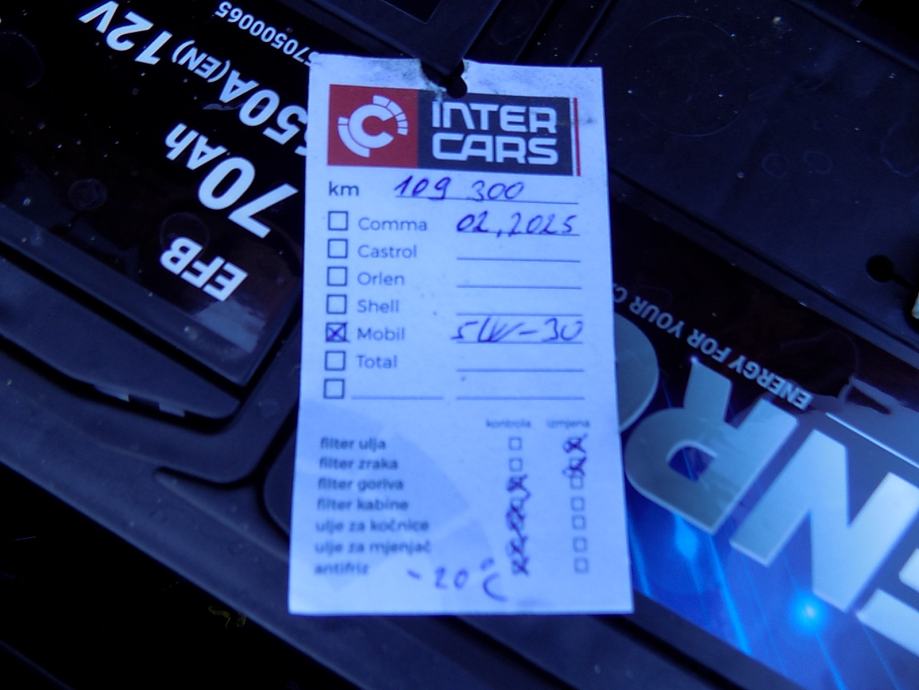 12V
650A(EN)
570500065
70Ah
EFB
INTER
CARS
km 109 300
Comma 02,2025
Castrol
Orlen
Shell
Mobil 5W-30
Total
kontrola izmjena
filter ulja
filter zraka
filter goriva
filter kabine
ulje za kočnice
ulje za mjenjač
antifriz -20°C
ENERGY FOR YOUR